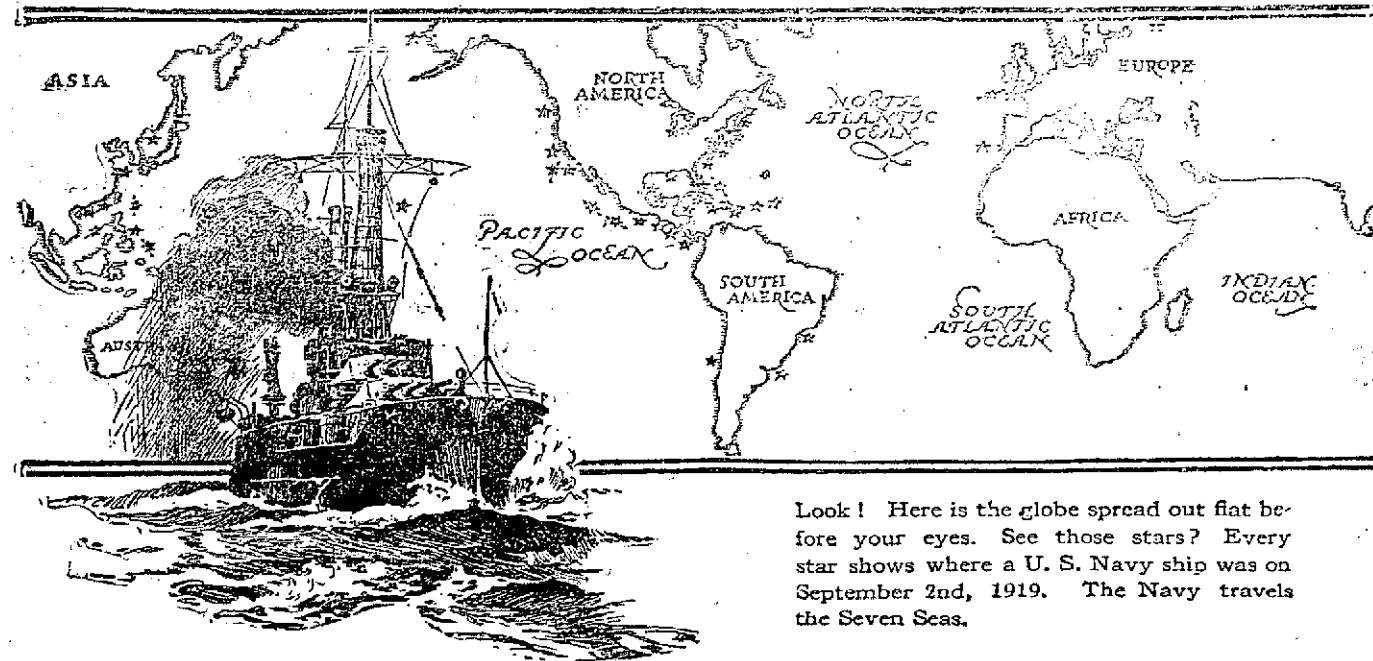 ASIA
NORTH
AMERICA
NORTH
ATLANTIC
OCEAN
EUROPE
PACIFIC
OCEAN
AFRICA
SOUTH
AMERICA
SOUTH
ATLANTIC
OCEAN
INDIAN
OCEAN
Look! Here is the globe spread out flat be-
fore your eyes. See those stars? Every
star shows where a U. S. Navy ship was on
September 2nd, 1919. The Navy travels
the Seven Seas.